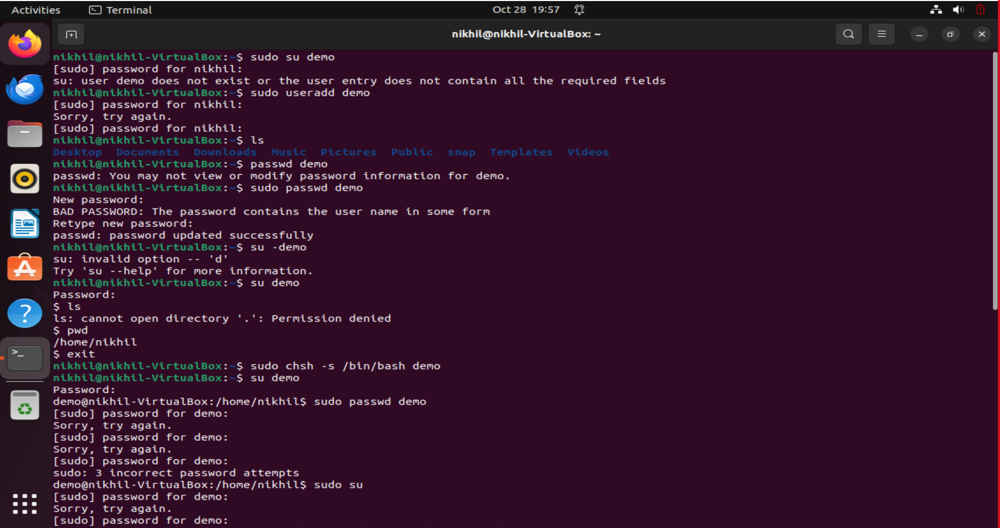 Activities Terminal Oct 28 19:57
nikhil@nikhil-VirtualBox: ~
nikhil@nikhil-VirtualBox:~$ sudo su demo
[sudo] password for nikhil:
su: user demo does not exist or the user entry does not contain all the required fields
nikhil@nikhil-VirtualBox:~$ sudo useradd demo
[sudo] password for nikhil:
Sorry, try again.
[sudo] password for nikhil:
nikhil@nikhil-VirtualBox:~$ ls
Desktop Documents Downloads Music Pictures Public snap Templates Videos
nikhil@nikhil-VirtualBox:~$ passwd demo
passwd: You may not view or modify password information for demo.
nikhil@nikhil-VirtualBox:~$ sudo passwd demo
New password:
BAD PASSWORD: The password contains the user name in some form
Retype new password:
passwd: password updated successfully
nikhil@nikhil-VirtualBox:~$ su -demo
su: invalid option -- 'd'
Try 'su --help' for more information.
nikhil@nikhil-VirtualBox:~$ su demo
Password:
$ ls
ls: cannot open directory '.': Permission denied
$ pwd
/home/nikhil
$ exit
nikhil@nikhil-VirtualBox:~$ sudo chsh -s /bin/bash demo
nikhil@nikhil-VirtualBox:~$ su demo
Password:
demo@nikhil-VirtualBox:/home/nikhil$ sudo passwd demo
[sudo] password for demo:
Sorry, try again.
[sudo] password for demo:
Sorry, try again.
[sudo] password for demo:
sudo: 3 incorrect password attempts
demo@nikhil-VirtualBox:/home/nikhil$ sudo su
[sudo] password for demo:
Sorry, try again.
[sudo] password for demo: